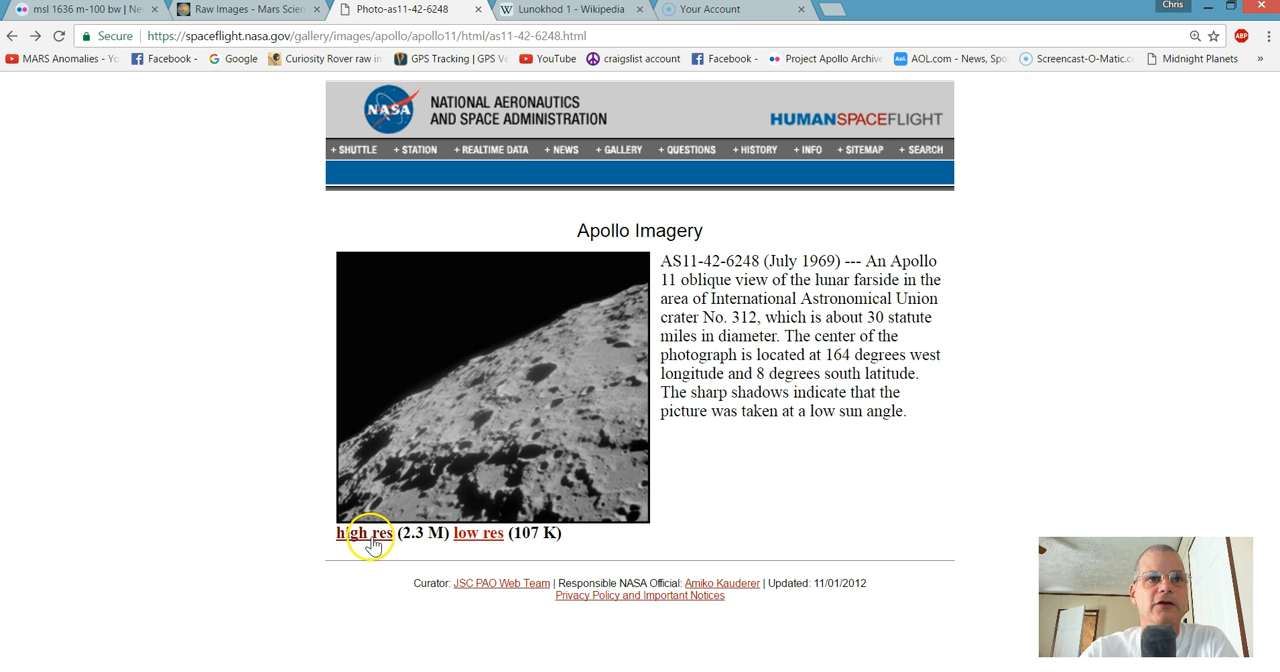 msl 1636 m-100 bw | Ne
Raw Images - Mars Scien
Photo-as11-42-6248
Lunokhod 1 - Wikipedia
Your Account
Chris
Secure
https://spaceflight.nasa.gov/gallery/images/apollo/apollo11/html/as11-42-6248.html
ABP
MARS Anomalies - Yo
Facebook -
Google
Curiosity Rover raw im
GPS Tracking | GPS Ve
YouTube
craigslist account
Facebook -
Project Apollo Archive
Aol.
AOL.com - News, Spo
Screencast-O-Matic.c
Midnight Planets
»
NASA
NATIONAL AERONAUTICS
AND SPACE ADMINISTRATION
HUMANSPACEFLIGHT
+ SHUTTLE
+ STATION
+ REALTIME DATA
+ NEWS
+ GALLERY
+ QUESTIONS
+ HISTORY
+ INFO
+ SITEMAP
+ SEARCH
Apollo Imagery
AS11-42-6248 (July 1969) --- An Apollo
11 oblique view of the lunar farside in the
area of International Astronomical Union
crater No. 312, which is about 30 statute
miles in diameter. The center of the
photograph is located at 164 degrees west
longitude and 8 degrees south latitude.
The sharp shadows indicate that the
picture was taken at a low sun angle.
high res (2.3 M) low res (107 K)
Curator: JSC PAO Web Team | Responsible NASA Official: Amiko Kauderer | Updated: 11/01/2012
Privacy Policy and Important Notices